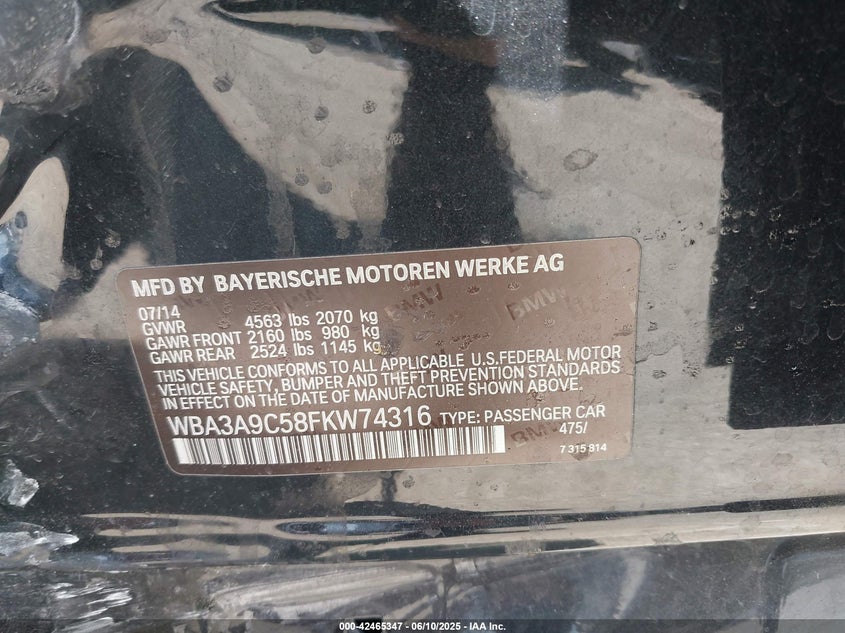 MFD BY BAYERISCHE MOTOREN WERKE AG
07/14
GVWR 4563 lbs 2070 kg
GAWR FRONT 2160 lbs 980 kg
GAWR REAR 2524 lbs 1145 kg
THIS VEHICLE CONFORMS TO ALL APPLICABLE U.S.FEDERAL MOTOR
VEHICLE SAFETY, BUMPER AND THEFT PREVENTION STANDARDS
IN EFFECT ON THE DATE OF MANUFACTURE SHOWN ABOVE.
WBA3A9C58FKW74316 TYPE: PASSENGER CAR
475/
7 315 814
000-42465347 - 06/10/2025 - IAA Inc.